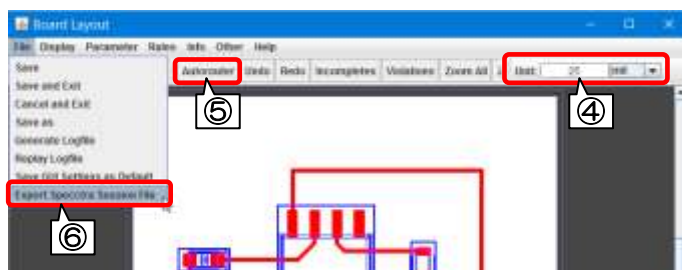 Board Layout
File Display Parameter Rules Info Other Help
Autorouter Undo Redo Incompletes Violations Zoom All Unit: 25 mil
④
⑤
Save
Save and Exit
Cancel and Exit
Save as
Generate Logfile
Replay Logfile
Save GUI Settings as Default
Export Specctra Session File
⑥